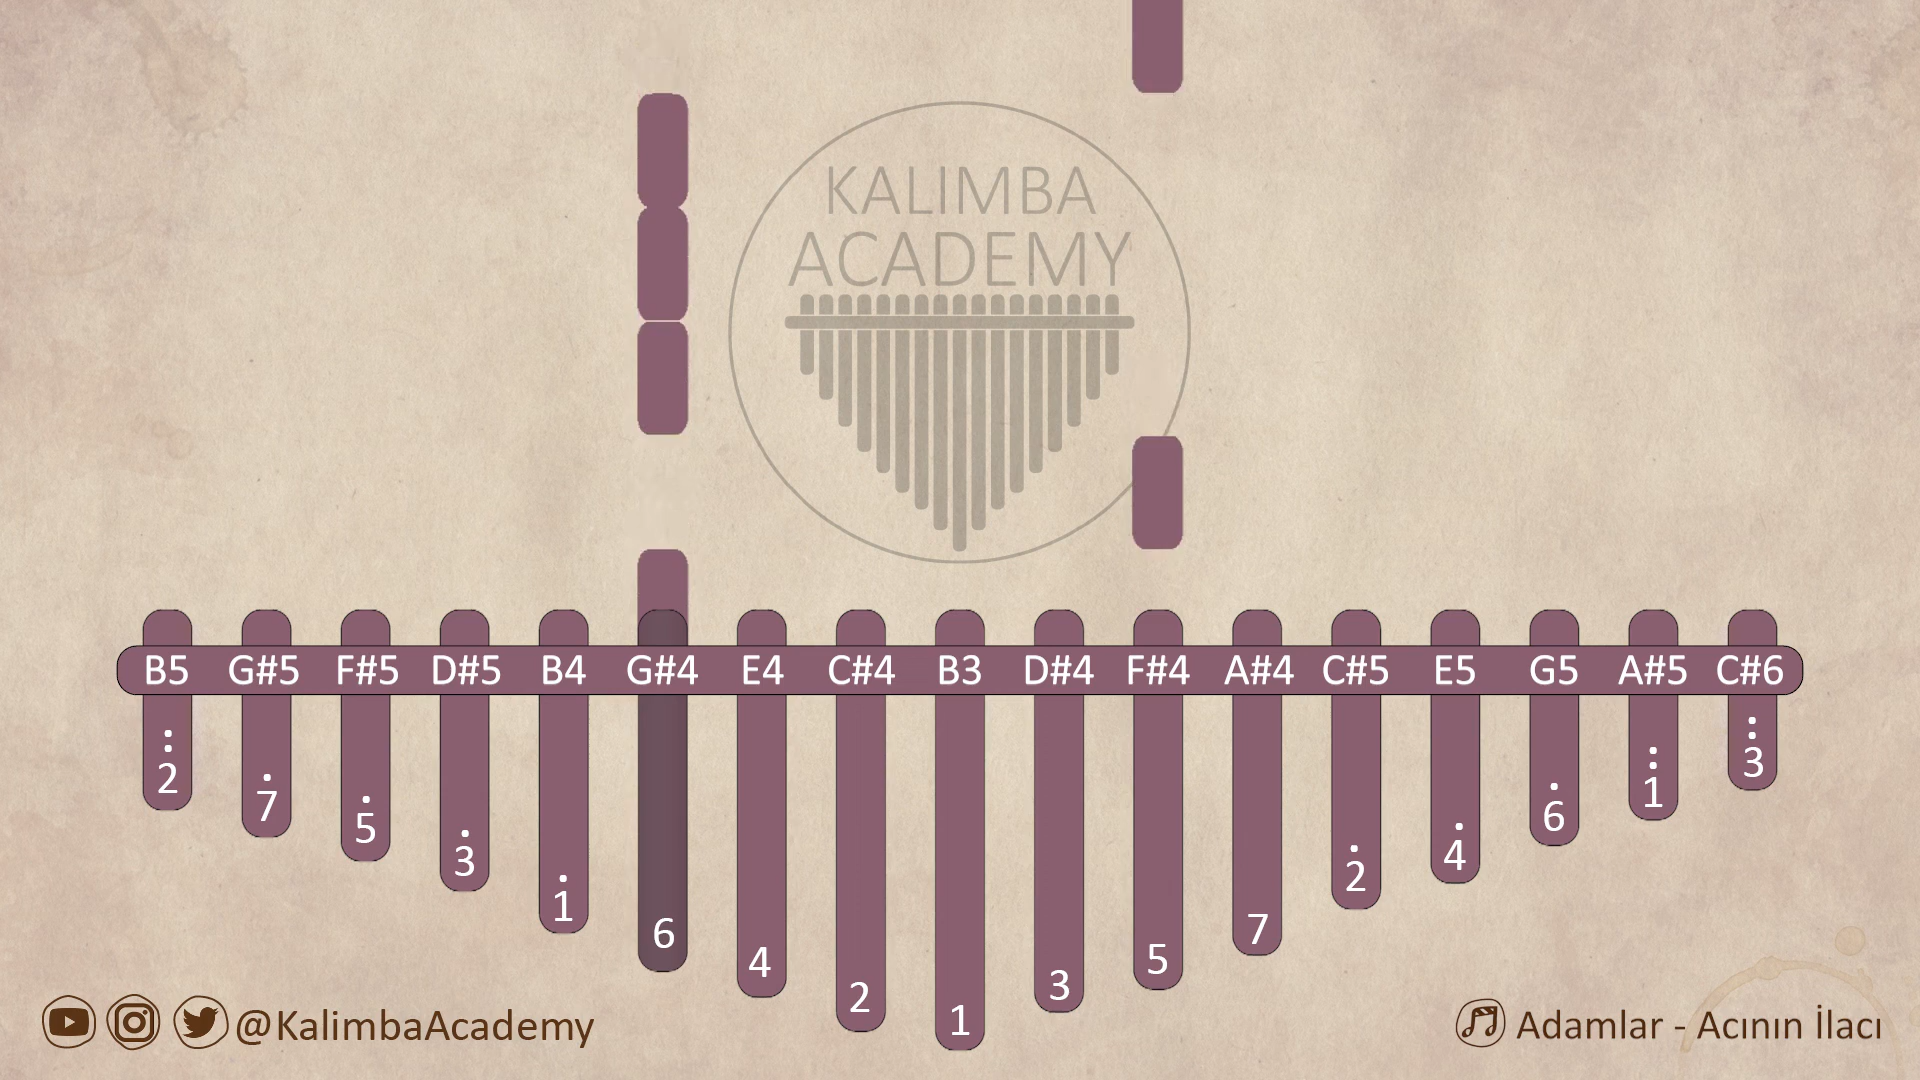 KALIMBA
ACADEMY
B5 G#5 F#5 D#5 B4 G#4 E4 C#4 B3 D#4 F#4 A#4 C#5 E5 G5 A#5 C#6
2 7 5 3 1 6 4 2 1 3 5 7 2 4 6 1 3
@KalimbaAcademy
Adamlar - Acının İlacı